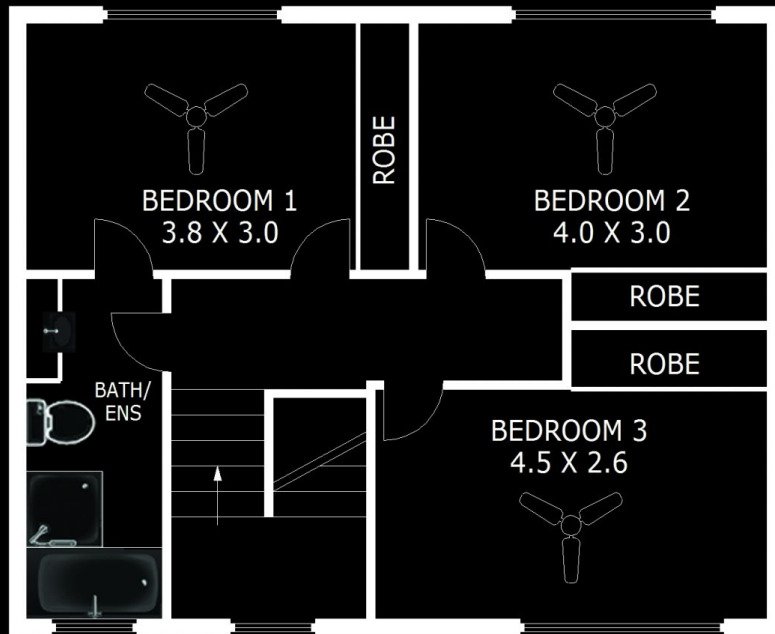 BEDROOM 1
3.8 X 3.0
ROBE
BEDROOM 2
4.0 X 3.0
ROBE
ROBE
BATH/
ENS
BEDROOM 3
4.5 X 2.6